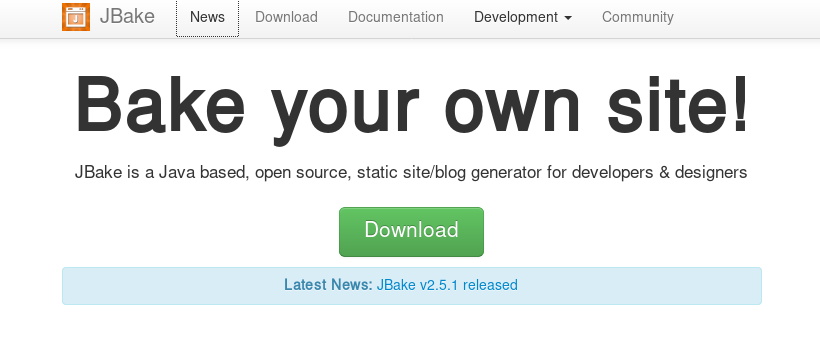 JBake News Download Documentation Development Community
Bake your own site!
JBake is a Java based, open source, static site/blog generator for developers & designers
Download
Latest News: JBake v2.5.1 released